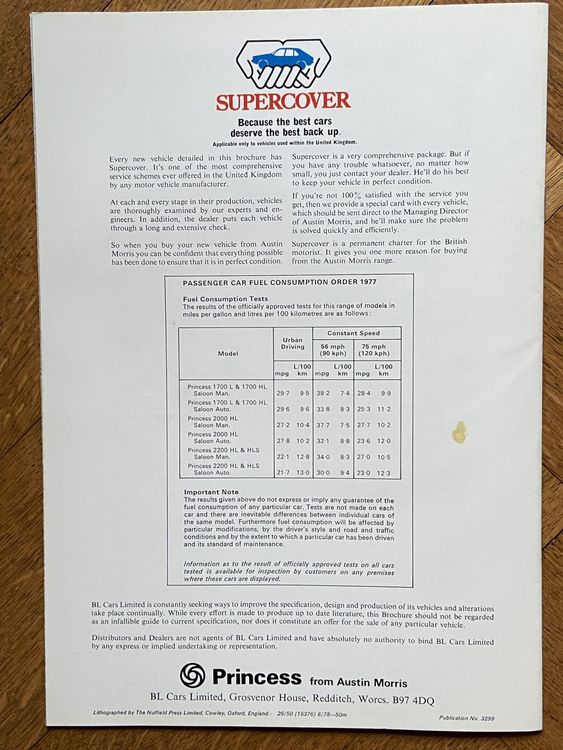 SUPERCOVER
Because the best cars
deserve the best back up.
Applicable only to vehicles used within the United Kingdom.
Every new vehicle detailed in this brochure has
Supercover. It's one of the most comprehensive
service schemes ever offered in the United Kingdom
by any motor vehicle manufacturer.
At each and every stage in their production, vehicles
are thoroughly examined by our experts and en-
gineers. In addition, the dealer puts each vehicle
through a long and extensive check.
So when you buy your new vehicle from Austin
Morris you can be confident that everything possible
has been done to ensure that it is in perfect condition.
Supercover is a very comprehensive package. But if
you have any trouble whatsoever, no matter how
small, you just contact your dealer. He'll do his best
to keep your vehicle in perfect condition.
If you're not 100% satisfied with the service you
get, then we provide a special card with every vehicle,
which should be sent direct to the Managing Director
of Austin Morris, and he'll make sure the problem
is solved quickly and efficiently.
Supercover is a permanent charter for the British
motorist. It gives you one more reason for buying
from the Austin Morris range.
PASSENGER CAR FUEL CONSUMPTION ORDER 1977
Fuel Consumption Tests
The results of the officially approved tests for this range of models in
miles per gallon and litres per 100 kilometres are as follows:
Model
Urban
Driving
Constant Speed
56 mph
(90 kph)
75 mph
(120 kph)
mpg L/100 km mpg L/100 km mpg L/100 km
Princess 1700 L & 1700 HL
Saloon Man. 29·7 9·5 38·2 7·4 28·4 9·9
Princess 1700 L & 1700 HL
Saloon Auto. 29·6 9·6 33·8 8·3 25·3 11·2
Princess 2000 HL
Saloon Man. 27·2 10·4 37·7 7·5 27·7 10·2
Princess 2000 HL
Saloon Auto. 27·8 10·2 32·1 8·8 23·6 12·0
Princess 2200 HL & HLS
Saloon Man. 22·1 12·8 34·0 8·3 27·0 10·5
Princess 2200 HL & HLS
Saloon Auto. 21·7 13·0 30·0 9·4 23·0 12·3
Important Note
The results given above do not express or imply any guarantee of the
fuel consumption of any particular car. Tests are not made on each
car and there are inevitable differences between individual cars of
the same model. Furthermore fuel consumption will be affected by
particular modifications, by the driver's style and road and traffic
conditions and by the extent to which a particular car has been driven
and its standard of maintenance.
Information as to the result of officially approved tests on all cars
tested is available for inspection by customers on any premises
where these cars are displayed.
BL Cars Limited is constantly seeking ways to improve the specification, design and production of its vehicles and alterations
take place continually. While every effort is made to produce up to date literature, this Brochure should not be regarded
as an infallible guide to current specification, nor does it constitute an offer for the sale of any particular vehicle.
Distributors and Dealers are not agents of BL Cars Limited and have absolutely no authority to bind BL Cars Limited
by any express or implied undertaking or representation.
Princess from Austin Morris
BL Cars Limited, Grosvenor House, Redditch, Worcs. B97 4DQ
Lithographed by The Nuffield Press Limited, Cowley, Oxford, England. 26/50 (16376) 6/78—50m
Publication No. 3299